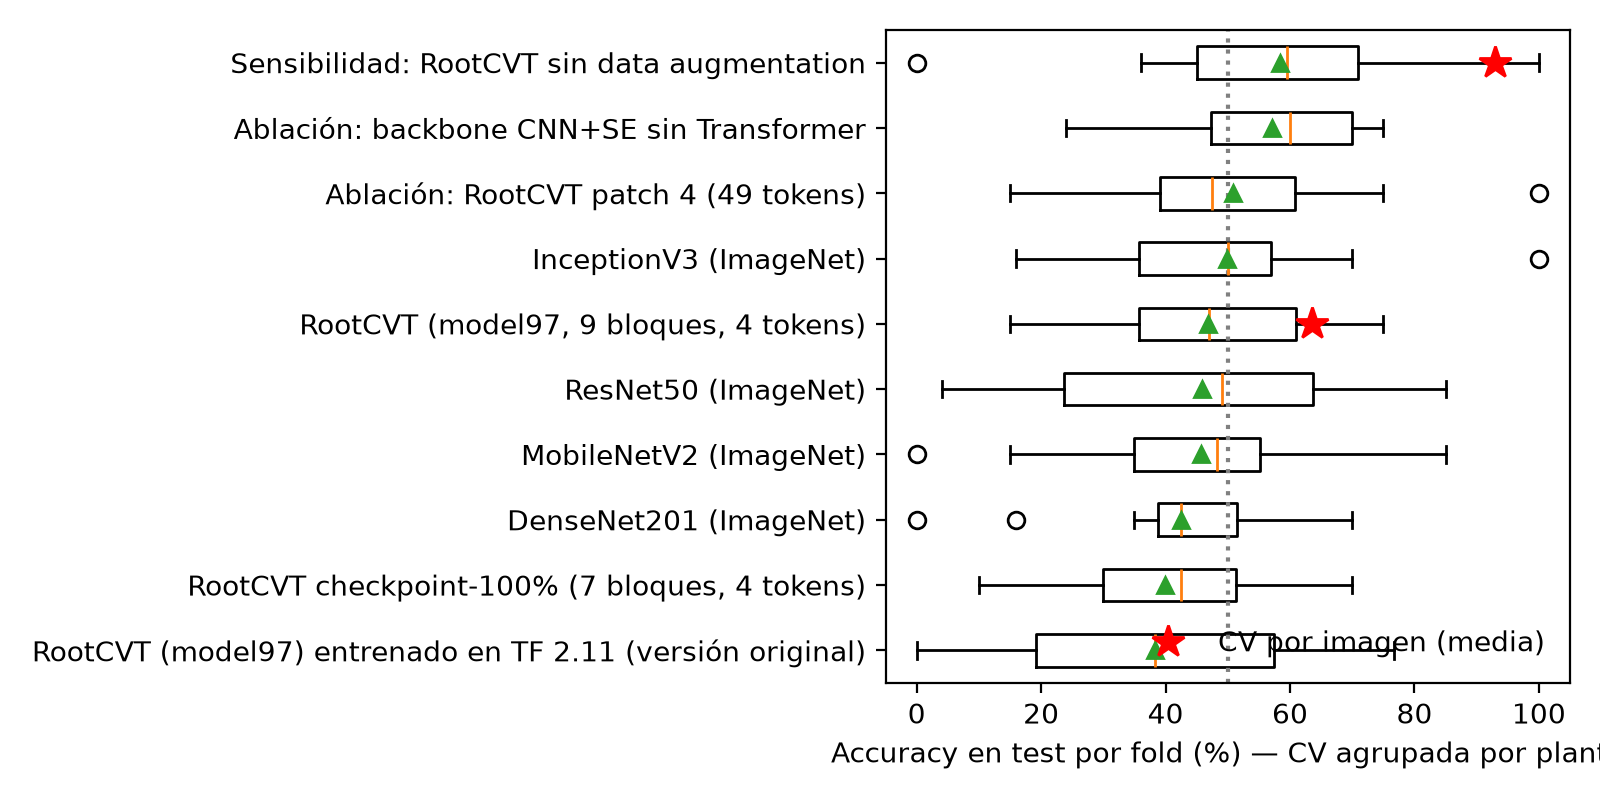 Sensibilidad: RootCVT sin data augmentation
Ablación: backbone CNN+SE sin Transformer
Ablación: RootCVT patch 4 (49 tokens)
InceptionV3 (ImageNet)
RootCVT (model97, 9 bloques, 4 tokens)
ResNet50 (ImageNet)
MobileNetV2 (ImageNet)
DenseNet201 (ImageNet)
RootCVT checkpoint-100% (7 bloques, 4 tokens)
RootCVT (model97) entrenado en TF 2.11 (versión original)
CV por imagen (media)
0 20 40 60 80 100
Accuracy en test por fold (%) — CV agrupada por plant